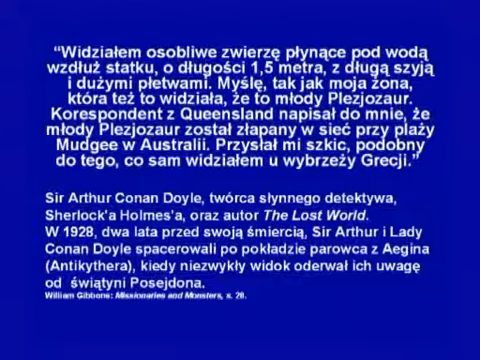 “Widziałem osobliwe zwierzę płynące pod wodą
wzdłuż statku, o długości 1,5 metra, z długą szyją
i dużymi płetwami. Myślę, tak jak moja żona,
która też to widziała, że to młody Plezjozaur.
Korespondent z Queensland napisał do mnie, że
młody Plezjozaur został złapany w sieć przy plaży
Mudgee w Australii. Przysłał mi szkic, podobny
do tego, co sam widziałem u wybrzeży Grecji.”
Sir Arthur Conan Doyle, twórca słynnego detektywa,
Sherlock'a Holmes'a, oraz autor The Lost World.
W 1928, dwa lata przed swoją śmiercią, Sir Arthur i Lady
Conan Doyle spacerowali po pokładzie parowca z Aegina
(Antikythera), kiedy niezwykły widok oderwał ich uwagę
od świątyni Posejdona.
William Gibbons: Missionaries and Monsters, s. 26.